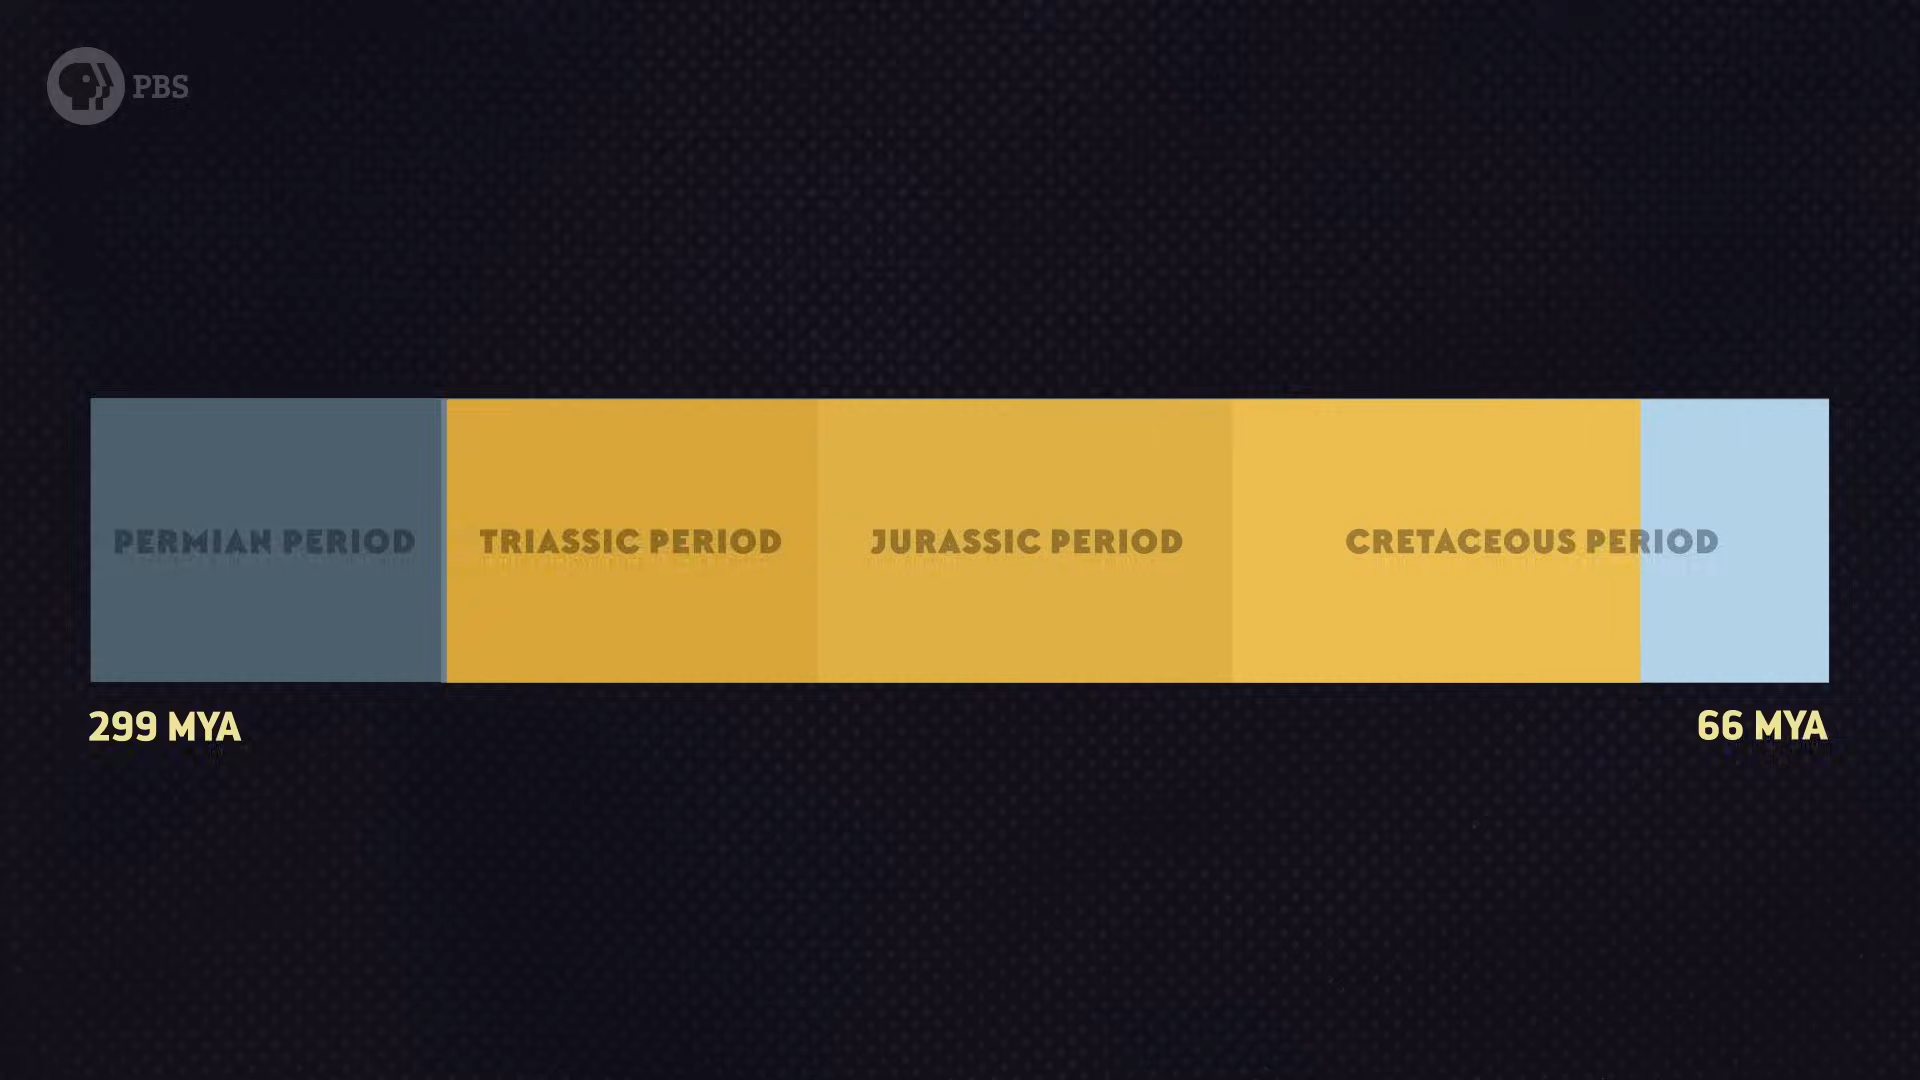 PBS
PERMIAN PERIOD
TRIASSIC PERIOD
JURASSIC PERIOD
CRETACEOUS PERIOD
299 MYA
66 MYA